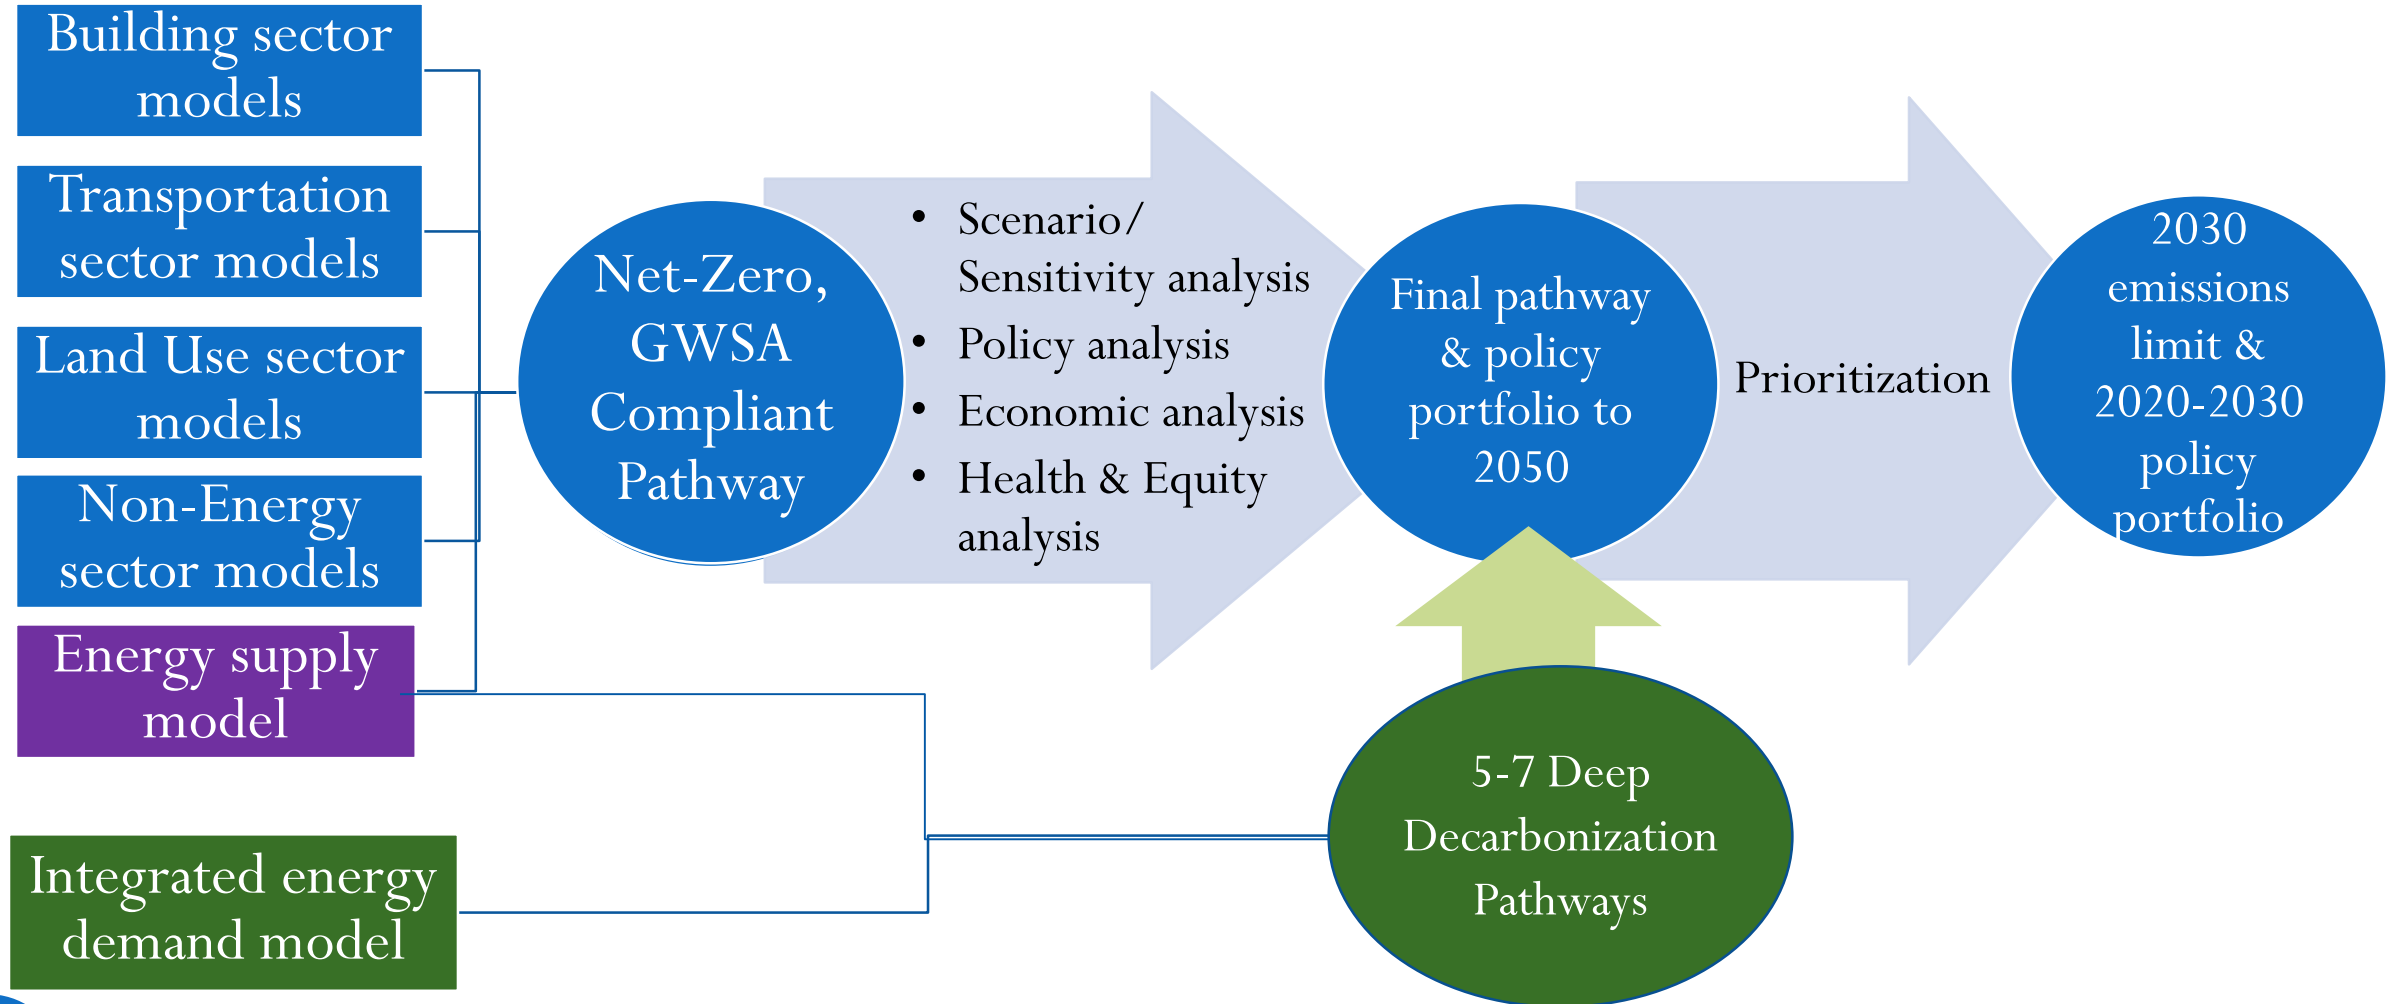 Building sector
models
Transportation
sector models
Land Use sector
models
Non-Energy
sector models
Energy supply
model
Integrated energy
demand model
Net-Zero,
GWSA
Compliant
Pathway
• Scenario/
Sensitivity analysis
• Policy analysis
• Economic analysis
• Health & Equity
analysis
Final pathway
& policy
portfolio to
2050
Prioritization
2030
emissions
limit &
2020-2030
policy
portfolio
5-7 Deep
Decarbonization
Pathways